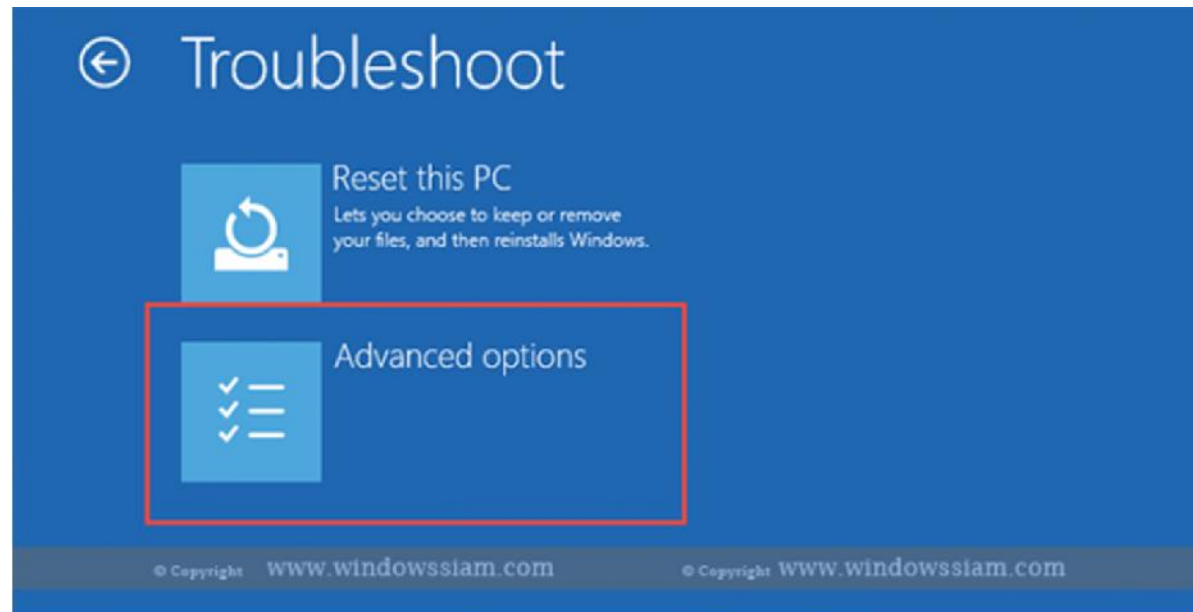 Troubleshoot
Reset this PC
Lets you choose to keep or remove
your files, and then reinstalls Windows.
Advanced options
© Copyright www.windowssiam.com © Copyright www.windowssiam.com